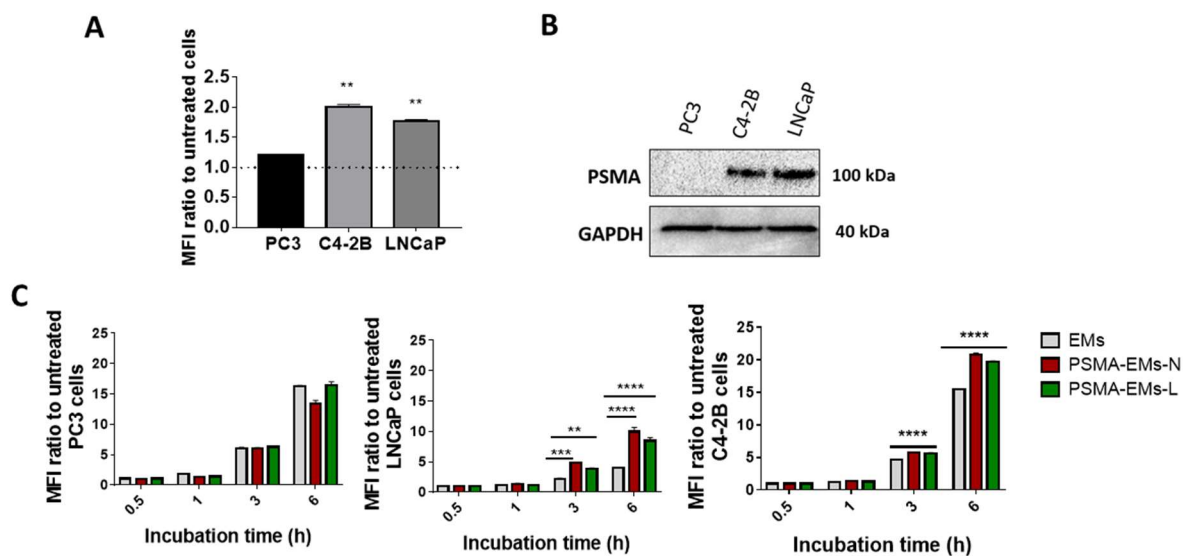 A
MFI ratio to untreated cells
2.5
2.0
1.5
1.0
0.5
0.0
**
**
PC3
C4-2B
LNCaP
B
PC3
C4-2B
LNCaP
PSMA
100 kDa
GAPDH
40 kDa
C
MFI ratio to untreated
PC3 cells
25
20
15
10
5
0
0.5
1
3
6
Incubation time (h)
MFI ratio to untreated
LNCaP cells
25
20
15
10
5
0
**
***
****
****
0.5
1
3
6
Incubation time (h)
MFI ratio to untreated
C4-2B cells
25
20
15
10
5
0
****
****
0.5
1
3
6
Incubation time (h)
EMs
PSMA-EMs-N
PSMA-EMs-L